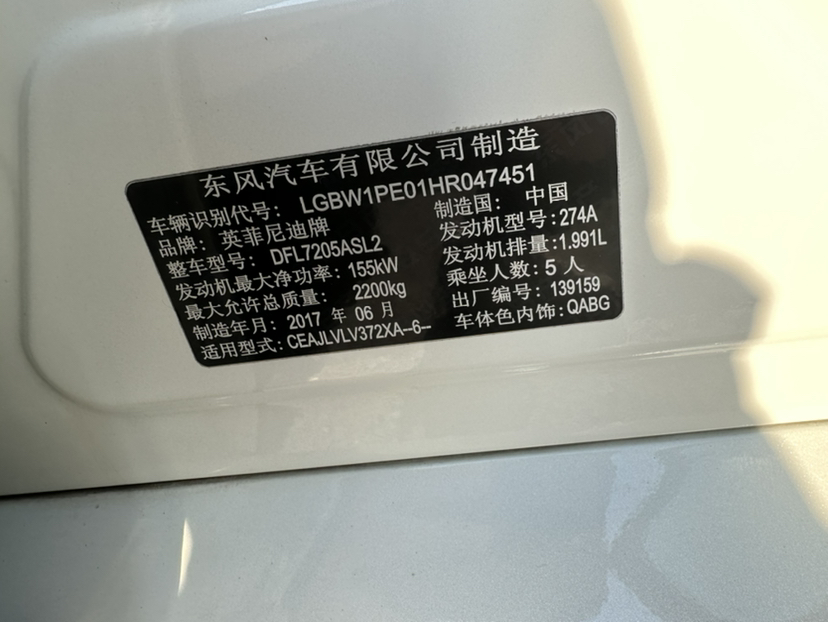 东风汽车有限公司制造
车辆识别代号: LGBW1PE01HR047451
品牌: 英菲尼迪牌 制造国: 中国
整车型号: DFL7205ASL2 发动机型号:274A
发动机最大净功率: 155kW 发动机排量:1.991L
最大允许总质量: 2200kg 乘坐人数:5 人
制造年月: 2017 年 06 月 出厂编号: 139159
适用型式: CEAJLVLV372XA--6-- 车体色内饰:QABG